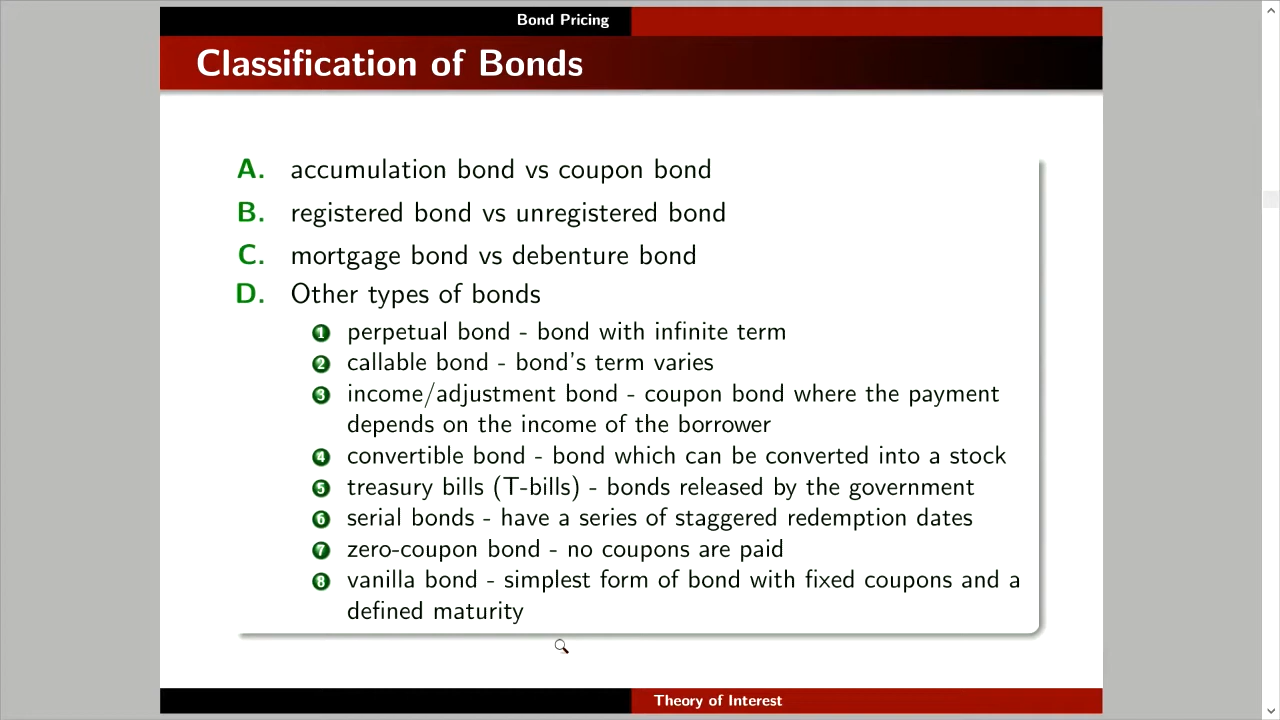 Bond Pricing
Classification of Bonds
A. accumulation bond vs coupon bond
B. registered bond vs unregistered bond
C. mortgage bond vs debenture bond
D. Other types of bonds
1 perpetual bond - bond with infinite term
2 callable bond - bond's term varies
3 income/adjustment bond - coupon bond where the payment
depends on the income of the borrower
4 convertible bond - bond which can be converted into a stock
5 treasury bills (T-bills) - bonds released by the government
6 serial bonds - have a series of staggered redemption dates
7 zero-coupon bond - no coupons are paid
8 vanilla bond - simplest form of bond with fixed coupons and a
defined maturity
Theory of Interest